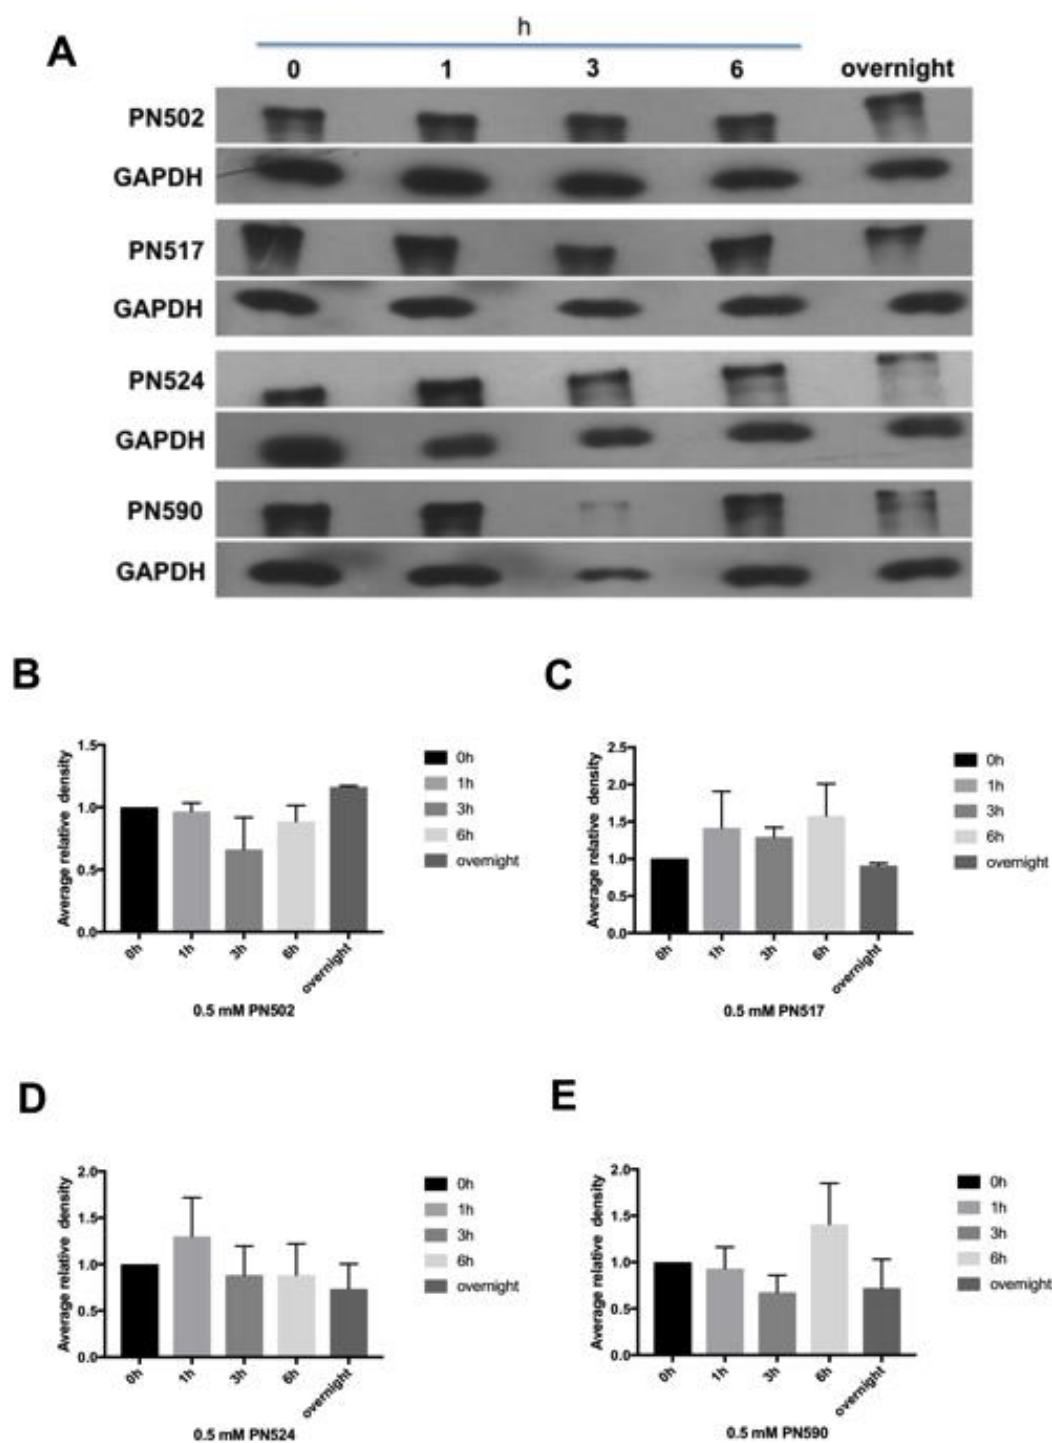 A
h
0 1 3 6 overnight
PN502
GAPDH
PN517
GAPDH
PN524
GAPDH
PN590
GAPDH
B
Average relative density
1.5
1.0
0.5
0.0
0h 1h 3h 6h overnight
0.5 mM PN502
0h
1h
3h
6h
overnight
C
Average relative density
2.5
2.0
1.5
1.0
0.5
0.0
0h 1h 3h 6h overnight
0.5 mM PN517
0h
1h
3h
6h
overnight
D
Average relative density
2.0
1.5
1.0
0.5
0.0
0h 1h 3h 6h overnight
0.5 mM PN524
0h
1h
3h
6h
overnight
E
Average relative density
2.0
1.5
1.0
0.5
0.0
0h 1h 3h 6h overnight
0.5 mM PN590
0h
1h
3h
6h
overnight